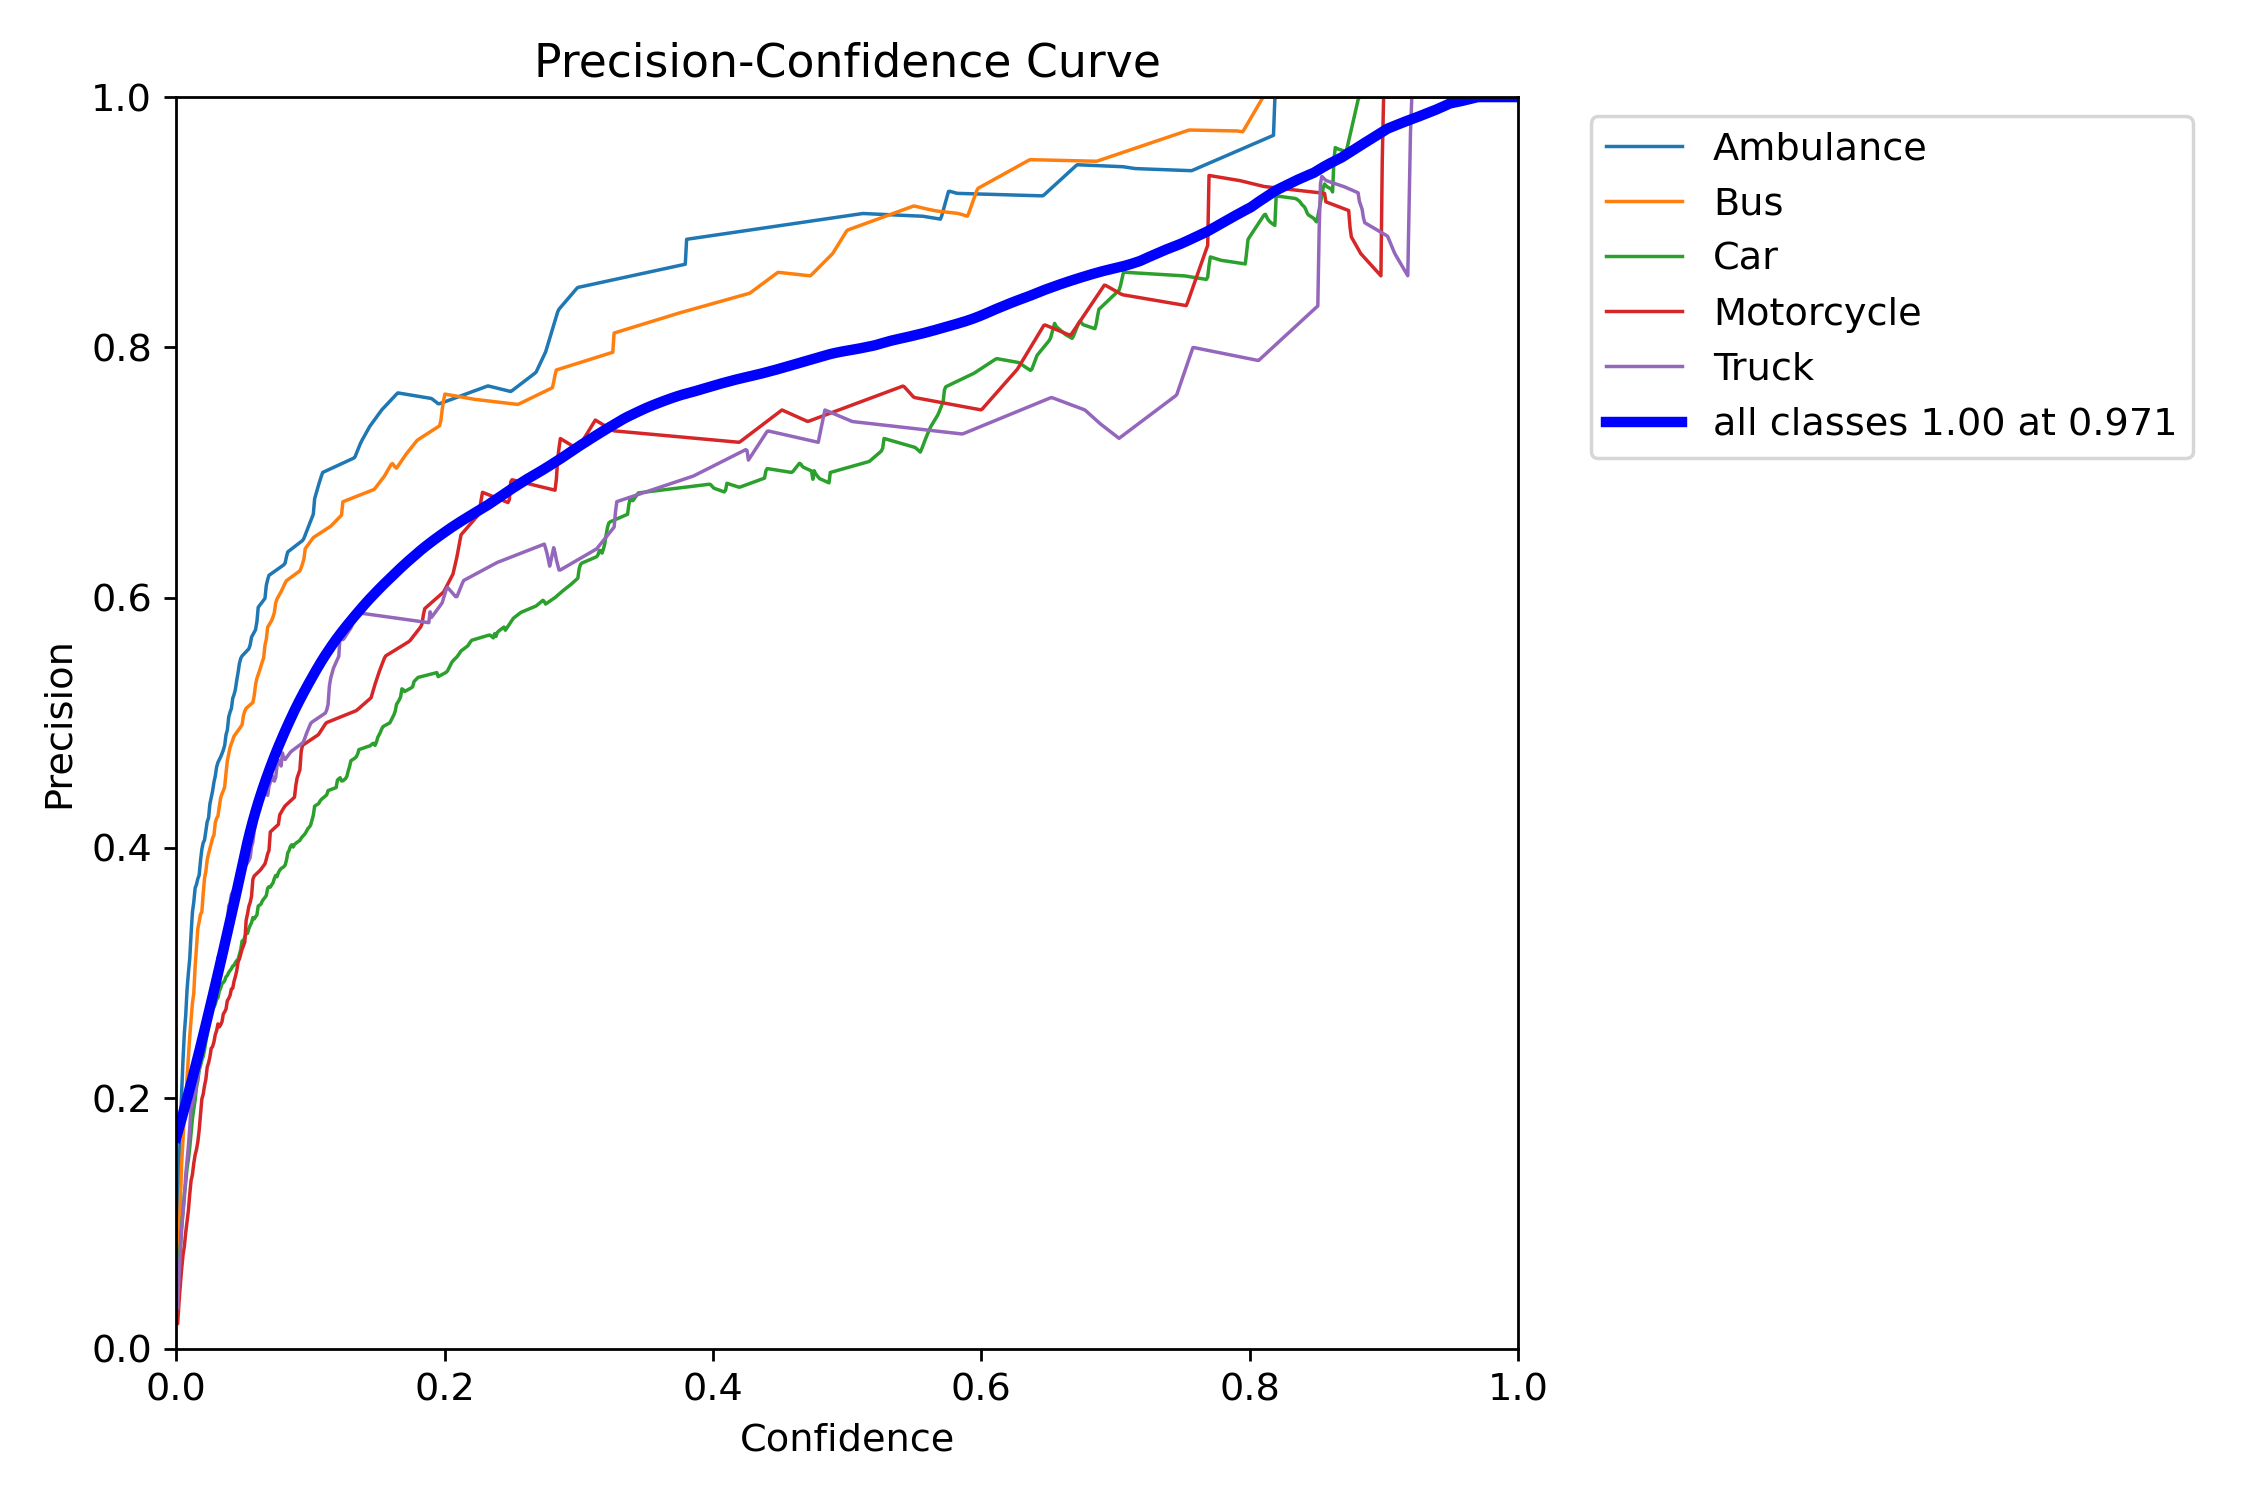 Precision-Confidence Curve
1.0
0.8
0.6
0.4
0.2
0.0
Precision
0.0 0.2 0.4 0.6 0.8 1.0
Confidence
Ambulance
Bus
Car
Motorcycle
Truck
all classes 1.00 at 0.971